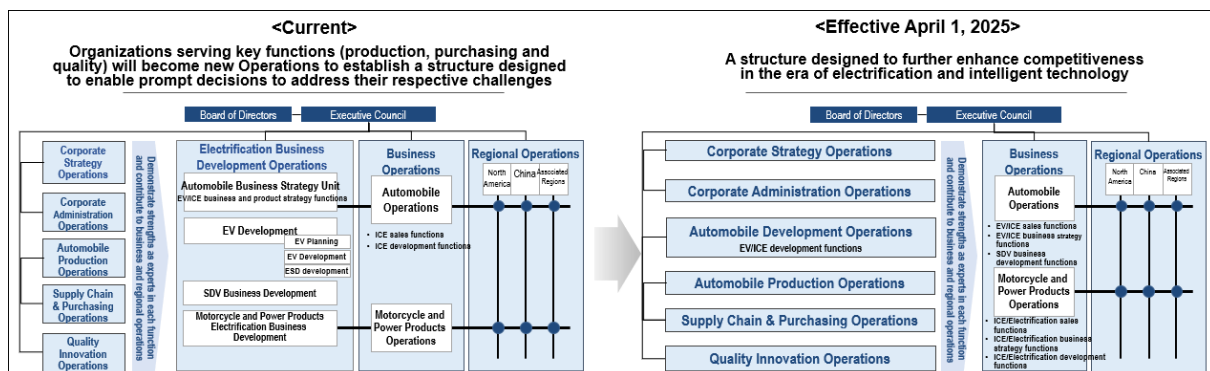 <Current>
Organizations serving key functions (production, purchasing and
quality) will become new Operations to establish a structure designed
to enable prompt decisions to address their respective challenges
Board of Directors
Executive Council
Corporate
Strategy
Operations
Corporate
Administration
Operations
Automobile
Production
Operations
Supply Chain
& Purchasing
Operations
Quality
Innovation
Operations
Demonstrate strengths as experts in each function
and contribute to business and regional operations
Electrification Business
Development Operations
Automobile Business Strategy Unit
EV/ICE business and product strategy functions
EV Development
EV Planning
EV Development
ESD development
SDV Business Development
Motorcycle and Power Products
Electrification Business
Development
Business
Operations
Automobile
Operations
• ICE sales functions
• ICE development functions
Motorcycle and
Power Products
Operations
Regional Operations
North
America
China
Associated
Regions
<Effective April 1, 2025>
A structure designed to further enhance competitiveness
in the era of electrification and intelligent technology
Board of Directors
Executive Council
Corporate Strategy Operations
Corporate Administration Operations
Automobile Development Operations
EV/ICE development functions
Automobile Production Operations
Supply Chain & Purchasing Operations
Quality Innovation Operations
Demonstrate strengths as experts in each function
and contribute to business and regional operations
Business
Operations
Automobile
Operations
• EV/ICE sales functions
• EV/ICE business strategy
functions
• SDV business
development functions
Motorcycle and
Power Products
Operations
• ICE/Electrification sales
functions
• ICE/Electrification business
strategy functions
• ICE/Electrification development
functions
Regional Operations
North
America
China
Associated
Regions